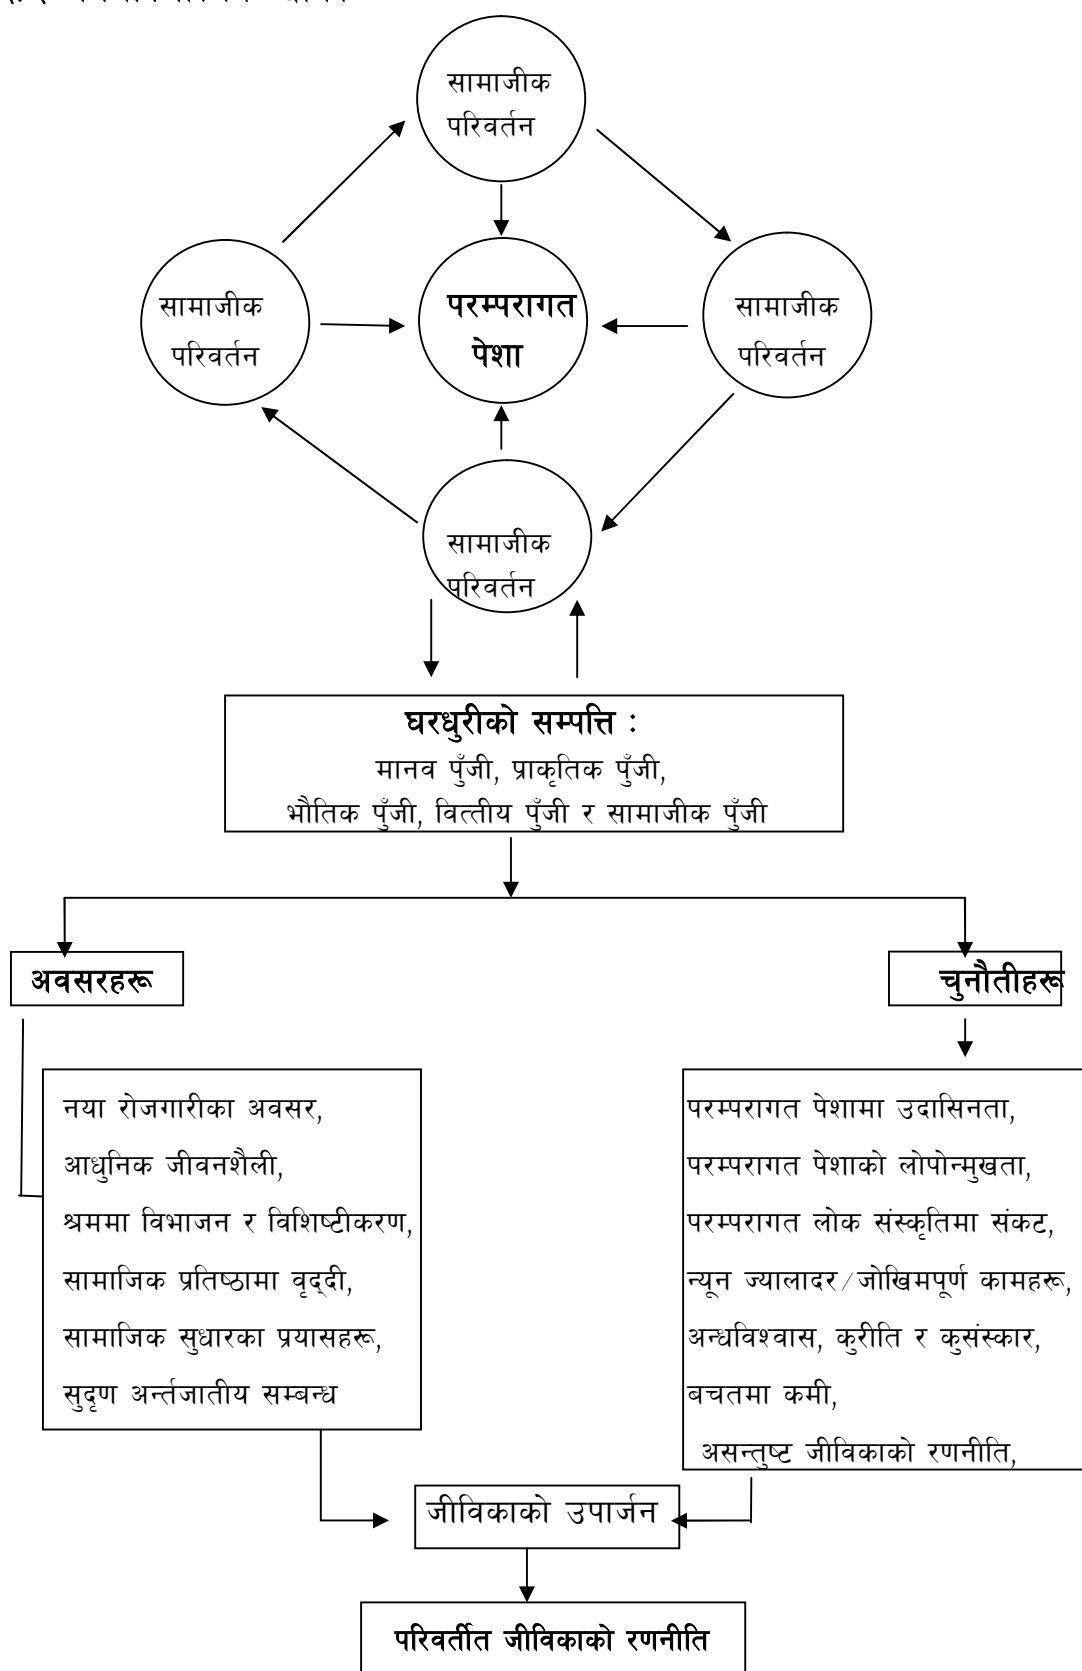 सामाजीक
परिवर्तन
सामाजीक
परिवर्तन
परम्परागत
पेशा
सामाजीक
परिवर्तन
सामाजीक
परिवर्तन
घरधुरीको सम्पत्ति :
मानव पुँजी, प्राकृतिक पुँजी,
भौतिक पुँजी, वित्तीय पुँजी र सामाजीक पुँजी
अवसरहरू
चुनौतीहरू
नया रोजगारीका अवसर,
आधुनिक जीवनशैली,
श्रममा विभाजन र विशिष्टीकरण,
सामाजिक प्रतिष्ठामा वृद्दी,
सामाजिक सुधारका प्रयासहरू,
सुदृण अर्न्तजातीय सम्बन्ध
परम्परागत पेशामा उदासिनता,
परम्परागत पेशाको लोपोन्मुखता,
परम्परागत लोक संस्कृतिमा संकट,
न्यून ज्यालादर/जोखिमपूर्ण कामहरू,
अन्धविश्वास, कुरीति र कुसंस्कार,
बचतमा कमी,
असन्तुष्ट जीविकाको रणनीति,
जीविकाको उपार्जन
परिवर्तीत जीविकाको रणनीति